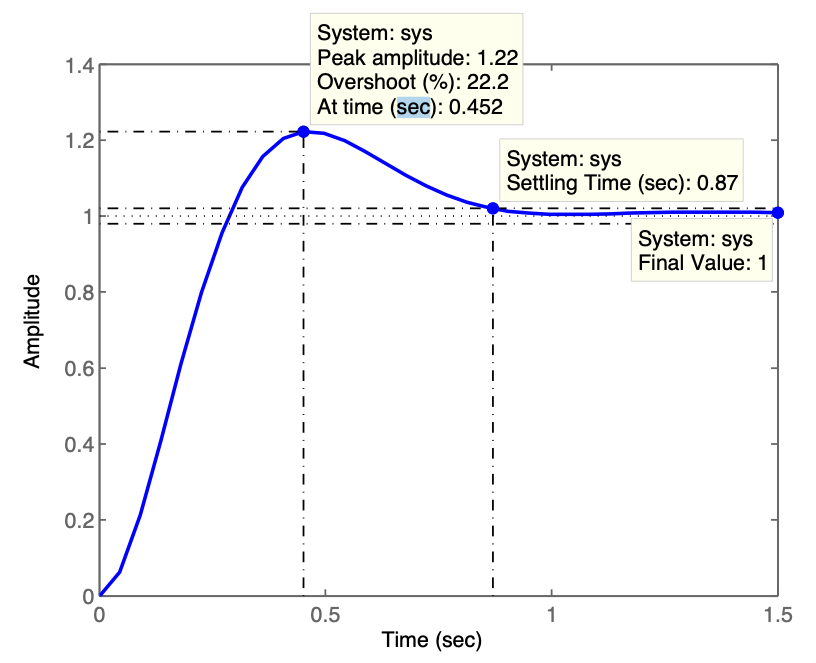 System: sys
Peak amplitude: 1.22
Overshoot (%): 22.2
At time (sec): 0.452
System: sys
Settling Time (sec): 0.87
System: sys
Final Value: 1
1.4
1.2
1
0.8
0.6
0.4
0.2
0
Amplitude
0
0.5
1
1.5
Time (sec)